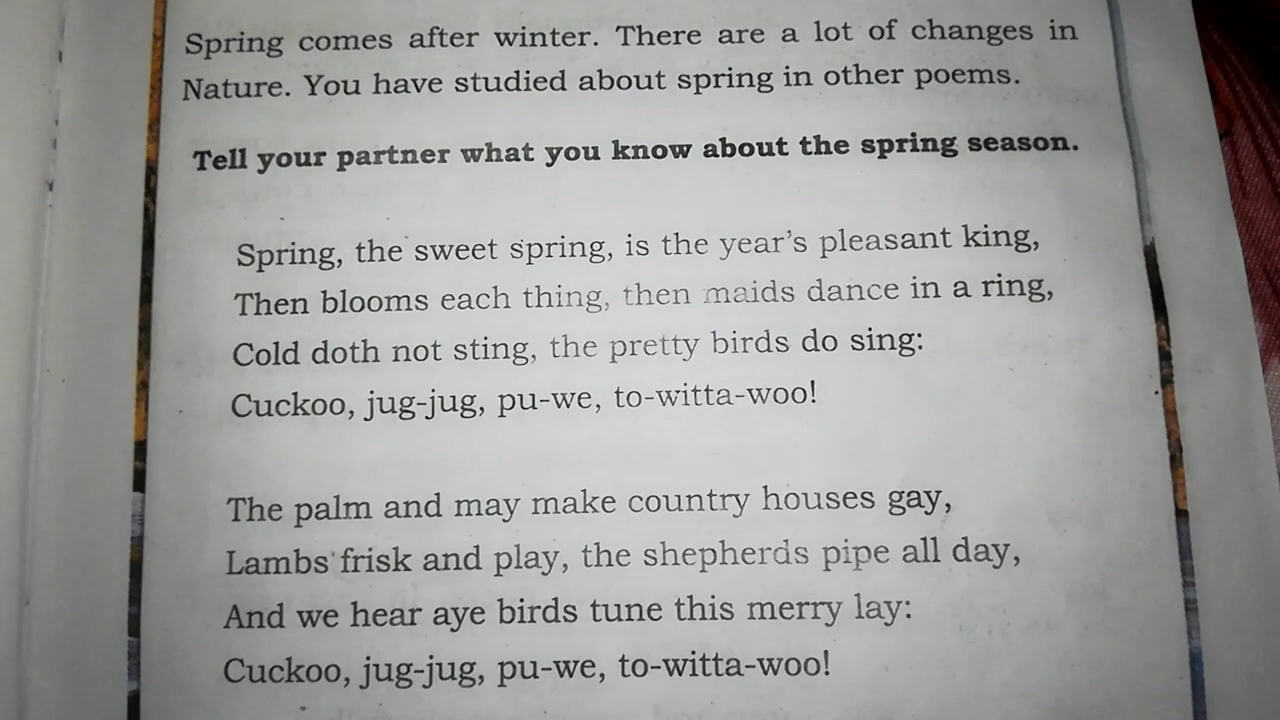 Spring comes after winter. There are a lot of changes in
Nature. You have studied about spring in other poems.
Tell your partner what you know about the spring season.
Spring, the sweet spring, is the year's pleasant king,
Then blooms each thing, then maids dance in a ring,
Cold doth not sting, the pretty birds do sing:
Cuckoo, jug-jug, pu-we, to-witta-woo!
The palm and may make country houses gay,
Lambs frisk and play, the shepherds pipe all day,
And we hear aye birds tune this merry lay:
Cuckoo, jug-jug, pu-we, to-witta-woo!